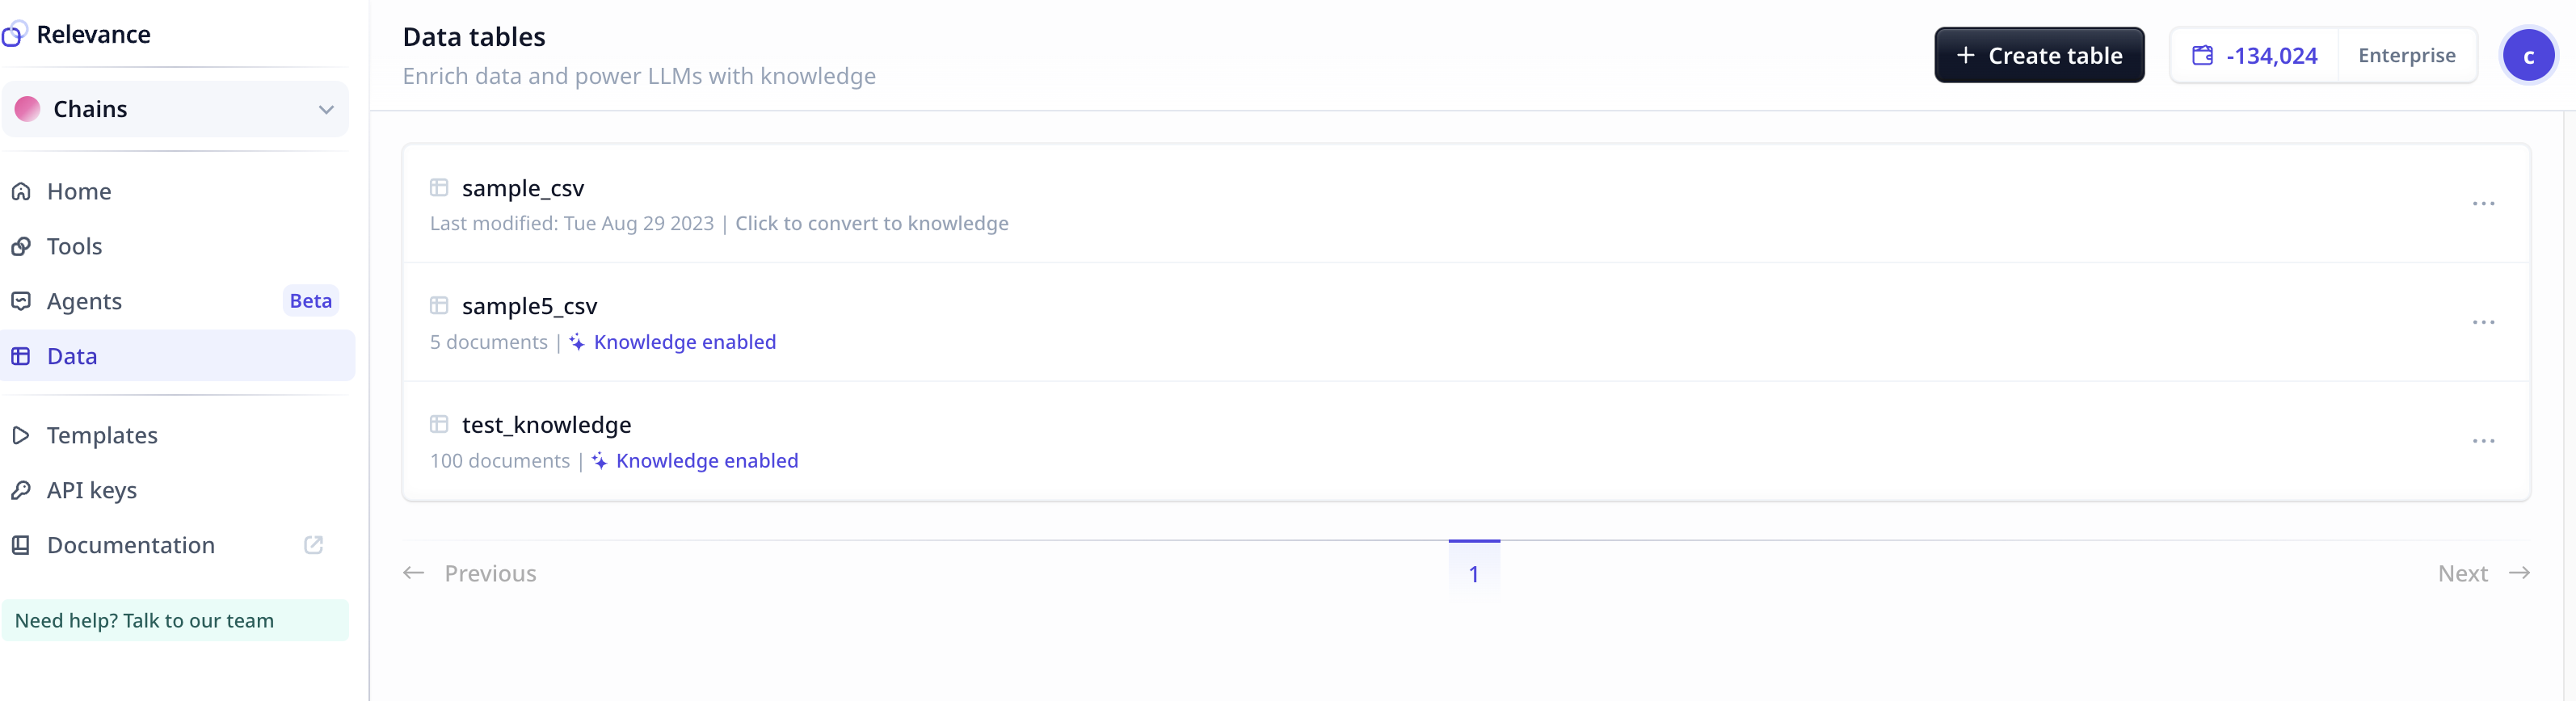 Relevance
Chains
Home
Tools
Agents Beta
Data
Templates
API keys
Documentation
Need help? Talk to our team
Data tables
Enrich data and power LLMs with knowledge
+ Create table
-134,024
Enterprise
c
sample_csv
Last modified: Tue Aug 29 2023 | Click to convert to knowledge
sample5_csv
5 documents | Knowledge enabled
test_knowledge
100 documents | Knowledge enabled
← Previous
1
Next →